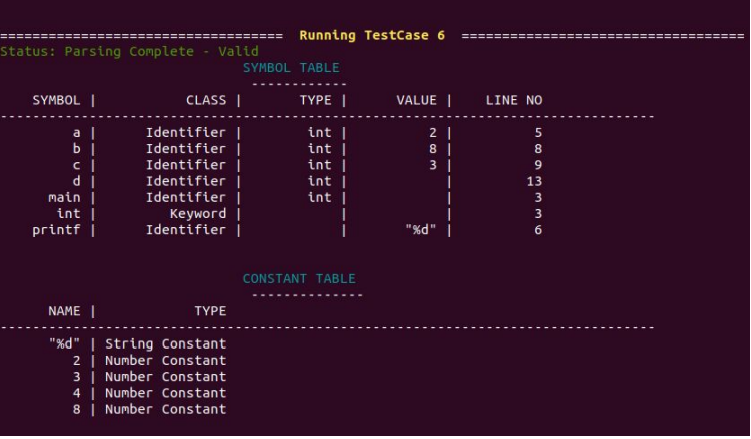 ================================== Running TestCase 6 ==================================
Status: Parsing Complete - Valid
SYMBOL TABLE
------------
SYMBOL | CLASS | TYPE | VALUE | LINE NO
---------------------------------------------------------------------------------
a | Identifier | int | 2 | 5
b | Identifier | int | 8 | 8
c | Identifier | int | 3 | 9
d | Identifier | int | | 13
main | Identifier | int | | 3
int | Keyword | | | 3
printf | Identifier | | "%d" | 6
CONSTANT TABLE
--------------
NAME | TYPE
---------------------------------------------------------------------------------
"%d" | String Constant
2 | Number Constant
3 | Number Constant
4 | Number Constant
8 | Number Constant